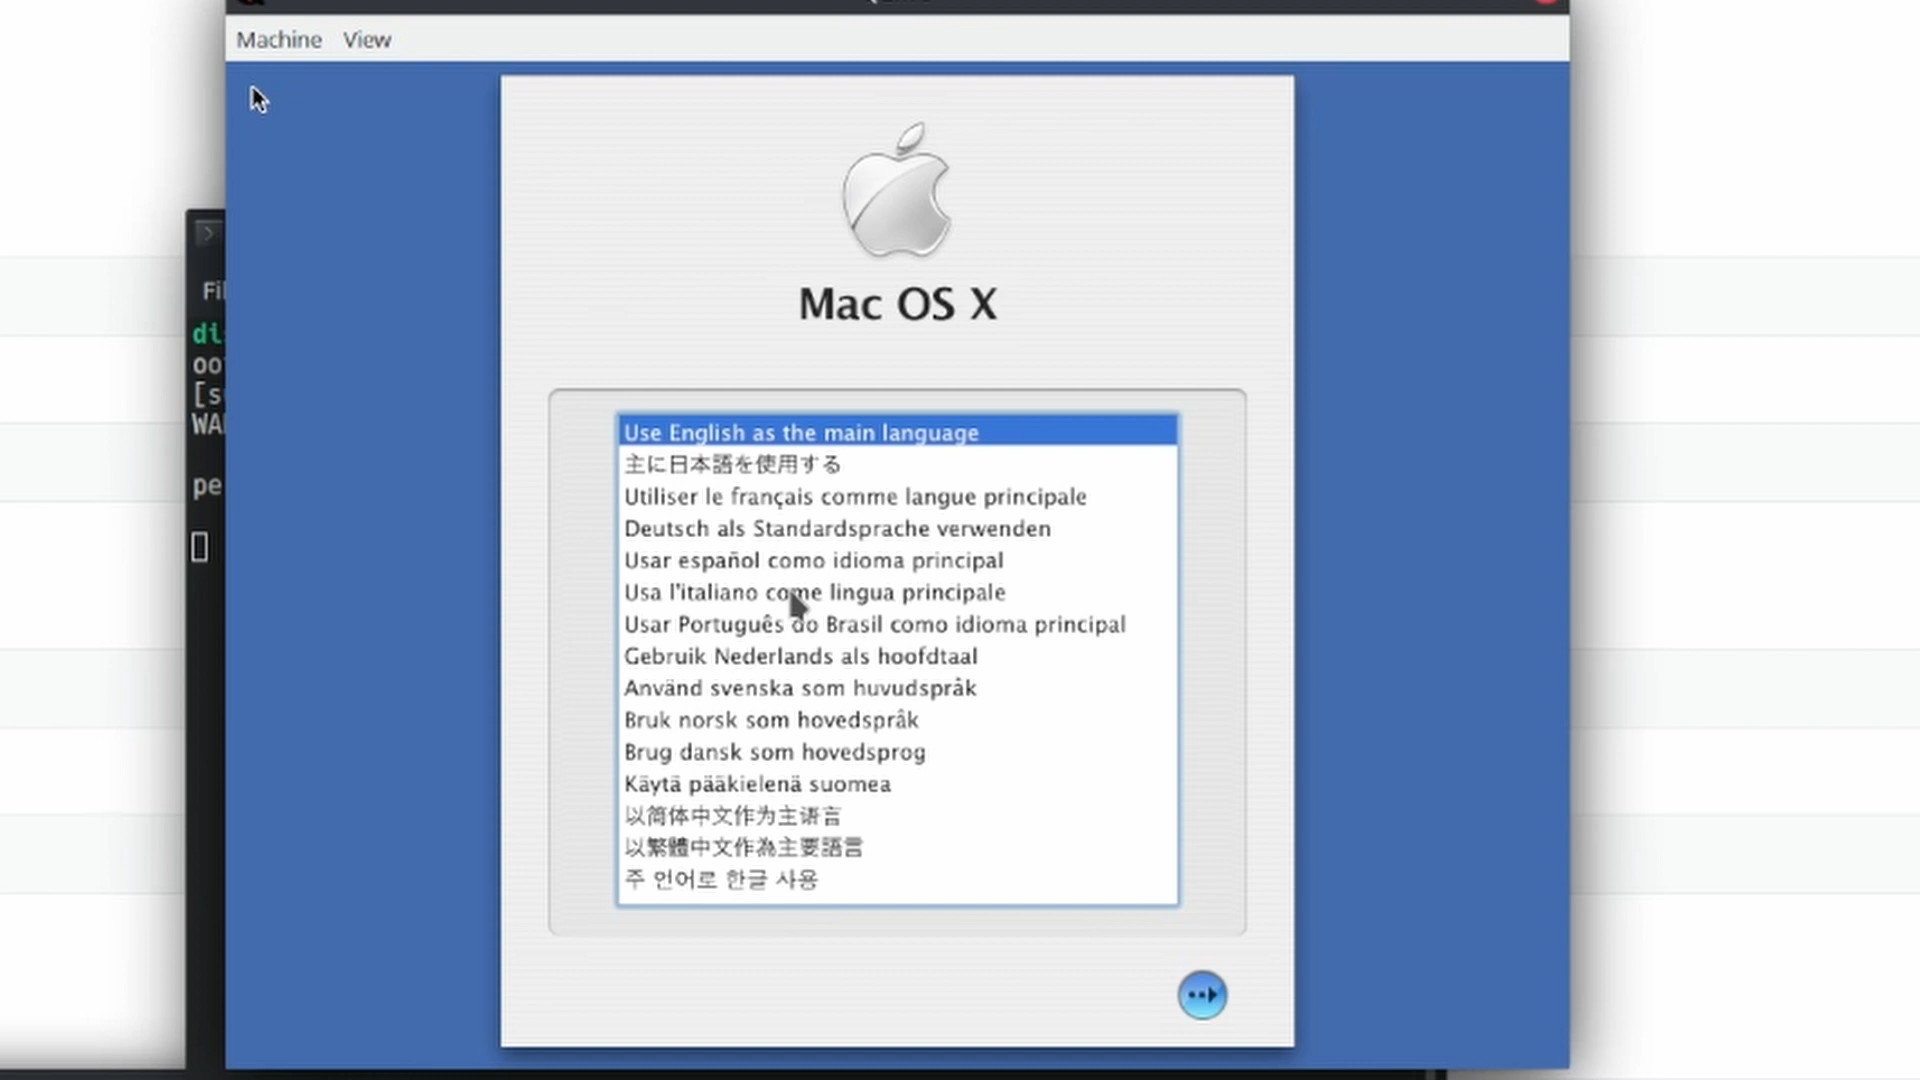 Machine View
Mac OS X
Use English as the main language
主に日本語を使用する
Utiliser le français comme langue principale
Deutsch als Standardsprache verwenden
Usar español como idioma principal
Usa l'italiano come lingua principale
Usar Português do Brasil como idioma principal
Gebruik Nederlands als hoofdtaal
Använd svenska som huvudspråk
Bruk norsk som hovedspråk
Brug dansk som hovedsprog
Käytä pääkielenä suomea
以简体中文作为主语言
以繁體中文作為主要語言
주 언어로 한글 사용